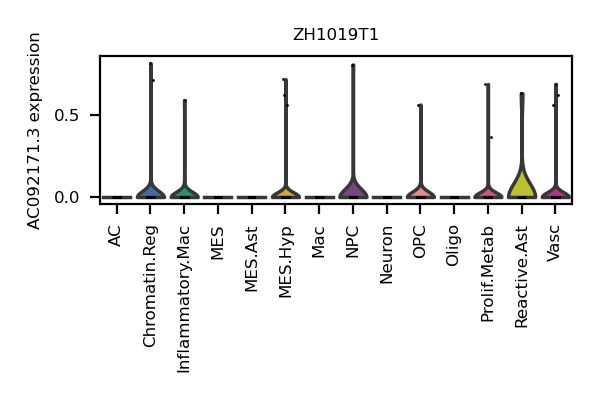 ZH1019T1
AC092171.3 expression
0.5
0.0
AC
Chromatin.Reg
Inflammatory.Mac
MES
MES.Ast
MES.Hyp
Mac
NPC
Neuron
OPC
Oligo
Prolif.Metab
Reactive.Ast
Vasc